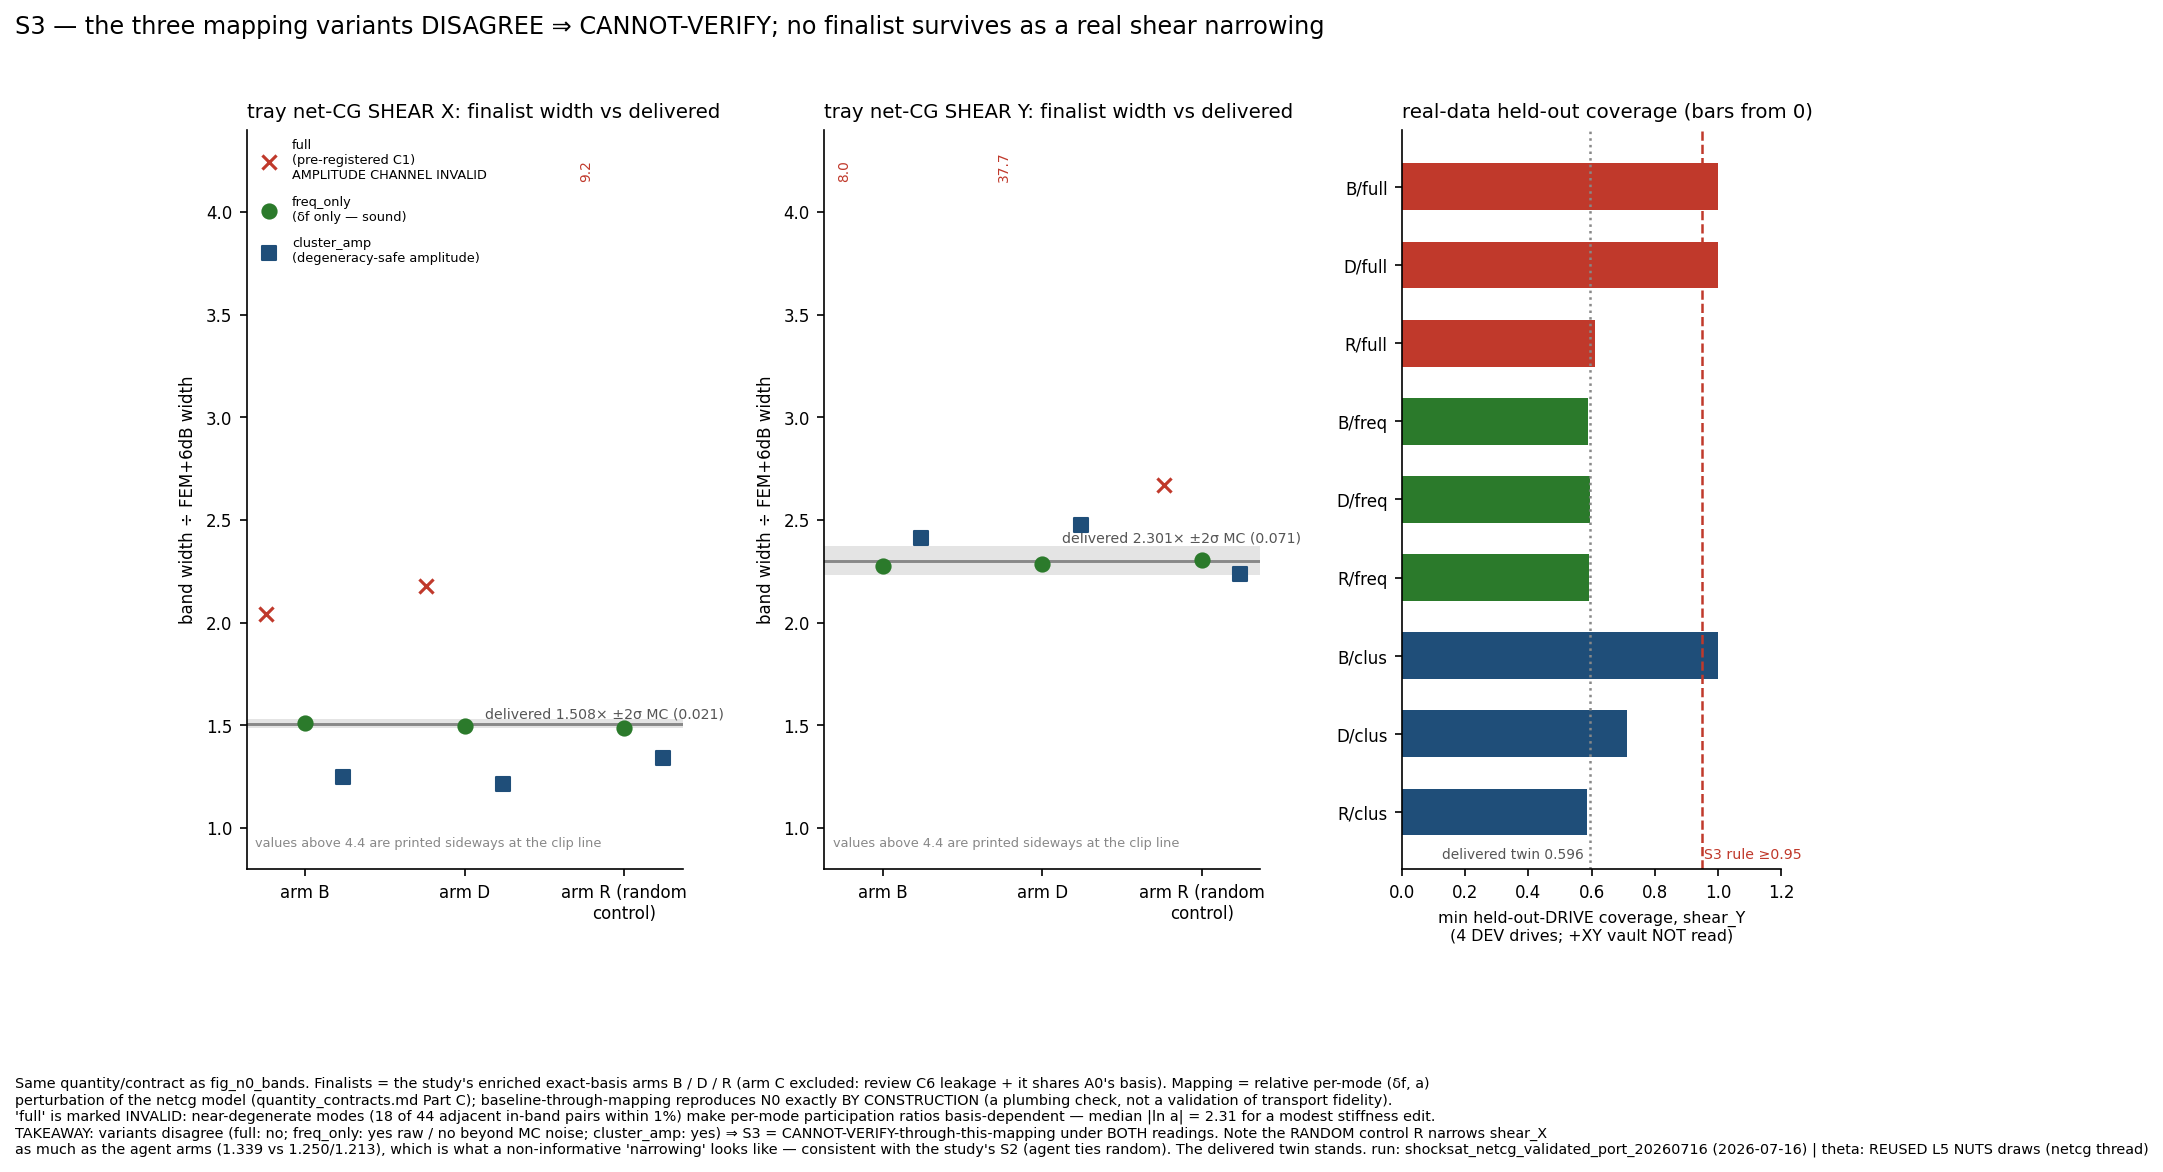 S3 — the three mapping variants DISAGREE ⇒ CANNOT-VERIFY; no finalist survives as a real shear narrowing
tray net-CG SHEAR X: finalist width vs delivered
full
(pre-registered C1)
AMPLITUDE CHANNEL INVALID
freq_only
(δf only — sound)
cluster_amp
(degeneracy-safe amplitude)
9.2
band width ÷ FEM+6dB width
4.0
3.5
3.0
2.5
2.0
1.5
1.0
delivered 1.508× ±2σ MC (0.021)
values above 4.4 are printed sideways at the clip line
arm B
arm D
arm R (random
control)
tray net-CG SHEAR Y: finalist width vs delivered
8.0
37.7
band width ÷ FEM+6dB width
4.0
3.5
3.0
2.5
2.0
1.5
1.0
delivered 2.301× ±2σ MC (0.071)
values above 4.4 are printed sideways at the clip line
arm B
arm D
arm R (random
control)
real-data held-out coverage (bars from 0)
B/full
D/full
R/full
B/freq
D/freq
R/freq
B/clus
D/clus
R/clus
delivered twin 0.596
S3 rule ≥0.95
0.0
0.2
0.4
0.6
0.8
1.0
1.2
min held-out-DRIVE coverage, shear_Y
(4 DEV drives; +XY vault NOT read)
Same quantity/contract as fig_n0_bands. Finalists = the study's enriched exact-basis arms B / D / R (arm C excluded: review C6 leakage + it shares A0's basis). Mapping = relative per-mode (δf, a)
perturbation of the netcg model (quantity_contracts.md Part C); baseline-through-mapping reproduces N0 exactly BY CONSTRUCTION (a plumbing check, not a validation of transport fidelity).
'full' is marked INVALID: near-degenerate modes (18 of 44 adjacent in-band pairs within 1%) make per-mode participation ratios basis-dependent — median |ln a| = 2.31 for a modest stiffness edit.
TAKEAWAY: variants disagree (full: no; freq_only: yes raw / no beyond MC noise; cluster_amp: yes) ⇒ S3 = CANNOT-VERIFY-through-this-mapping under BOTH readings. Note the RANDOM control R narrows shear_X
as much as the agent arms (1.339 vs 1.250/1.213), which is what a non-informative 'narrowing' looks like — consistent with the study's S2 (agent ties random). The delivered twin stands. run: shocksat_netcg_validated_port_20260716 (2026-07-16) | theta: REUSED L5 NUTS draws (netcg thread)